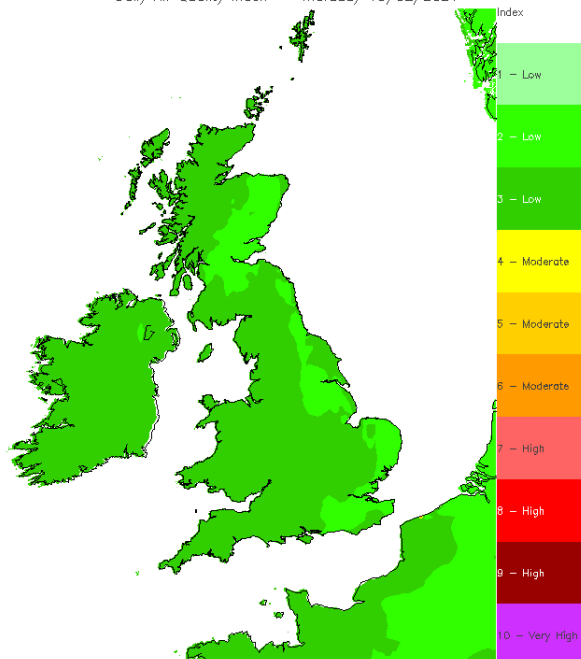 Index
1 - Low
2 - Low
3 - Low
4 - Moderate
5 - Moderate
6 - Moderate
7 - High
8 - High
9 - High
10 - Very High